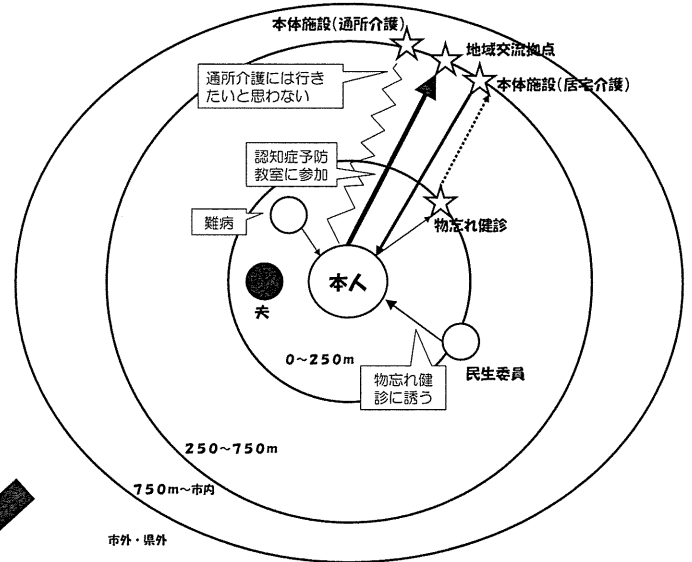 本体施設(通所介護)
地域交流拠点
本体施設(居宅介護)
通所介護には行き
たいと思わない
認知症予防
教室に参加
難病
物忘れ健診
本人
夫
0～250m
民生委員
物忘れ健
診に誘う
250～750m
750m～市内
市外・県外